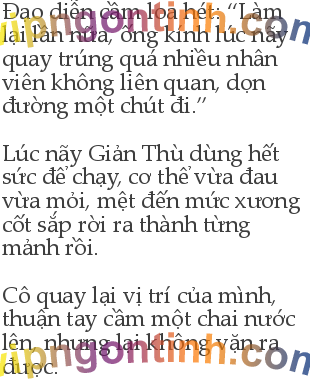 Đạo diễn cầm loa hét: “Làm
lại lần nữa, ống kính lúc nãy
quay trúng quá nhiều nhân
viên không liên quan, dọn
đường một chút đi.”
Lúc nãy Giản Thù dùng hết
sức để chạy, cơ thể vừa đau
vừa mỏi, mệt đến mức xương
cốt sắp rời ra thành từng
mảnh rồi.
Cô quay lại vị trí của mình,
thuận tay cầm một chai nước
lên, nhưng lại không vặn ra
được.
vipngontinh.com
vipngontinh.com